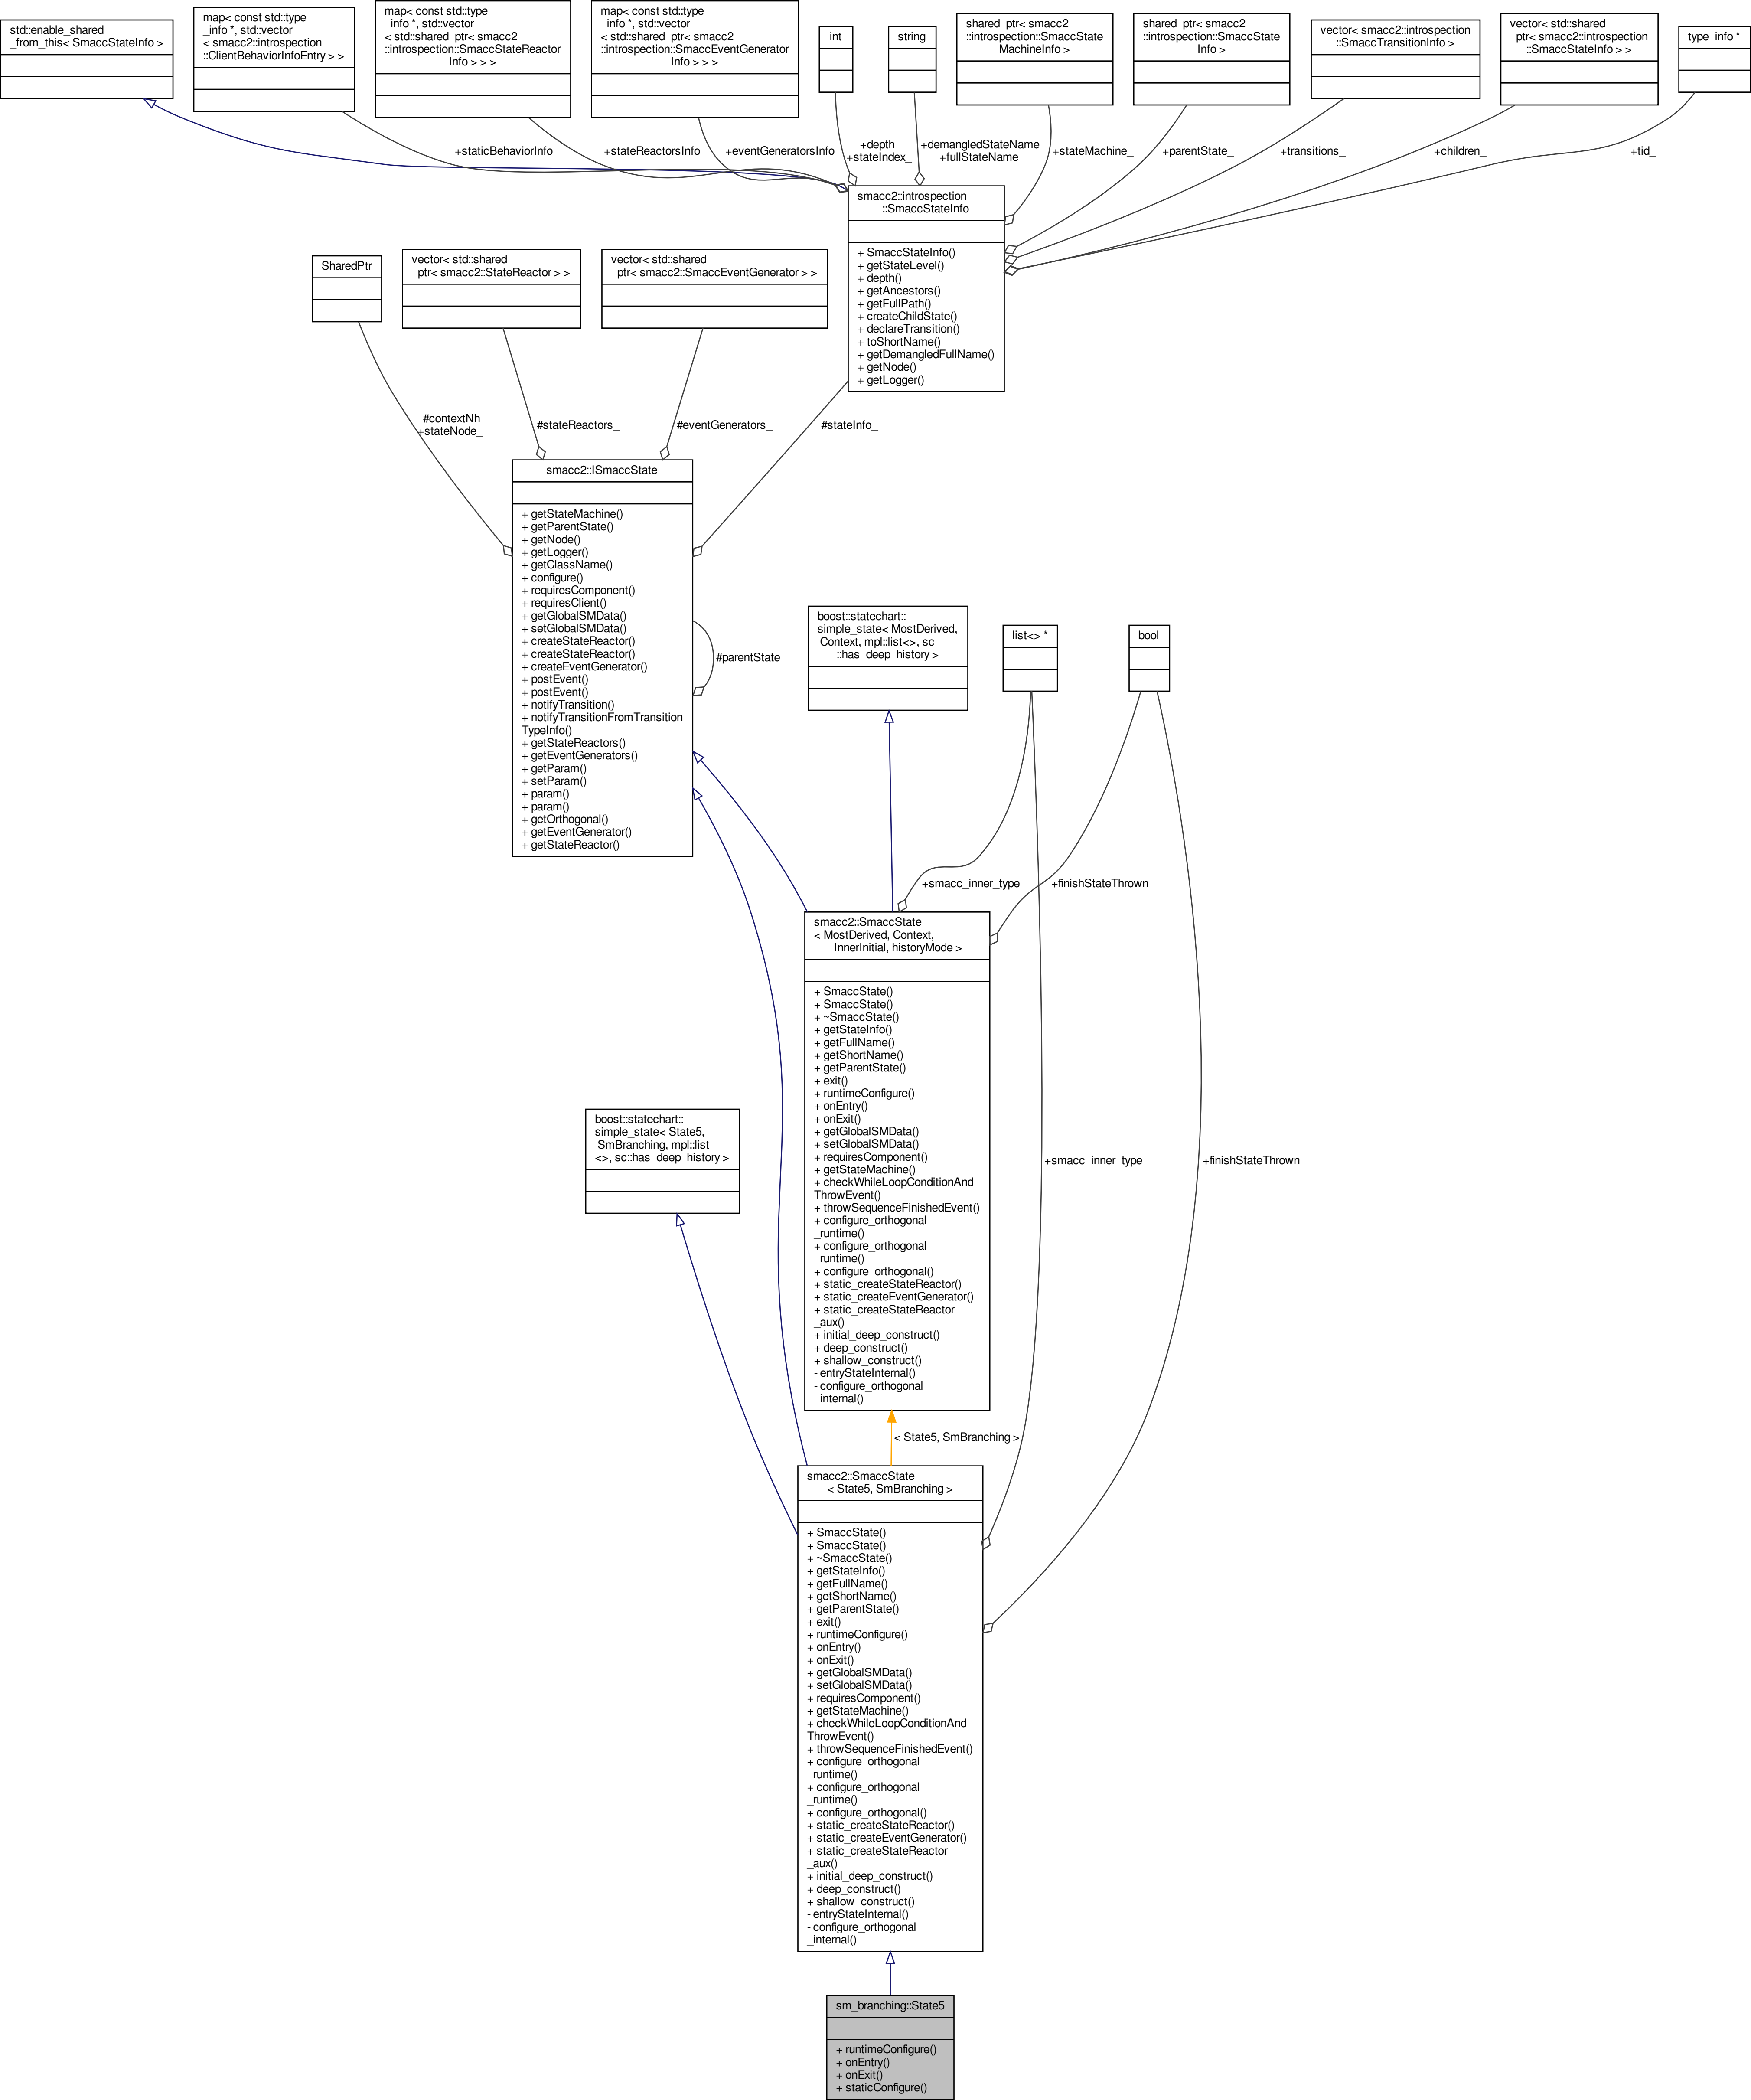 std::enable_shared
_from_this< SmaccStateInfo >
map< const std::type
_info *, std::vector
< smacc2::introspection
::ClientBehaviorInfoEntry > >
map< const std::type
_info *, std::vector
< std::shared_ptr< smacc2
::introspection::SmaccStateReactor
Info > > >
map< const std::type
_info *, std::vector
< std::shared_ptr< smacc2
::introspection::SmaccEventGenerator
Info > > >
int
string
shared_ptr< smacc2
::introspection::SmaccState
MachineInfo >
shared_ptr< smacc2
::introspection::SmaccState
Info >
vector< smacc2::introspection
::SmaccTransitionInfo >
vector< std::shared
_ptr< smacc2::introspection
::SmaccStateInfo > >
type_info *
+staticBehaviorInfo
+stateReactorsInfo
+eventGeneratorsInfo
+depth_
+stateIndex_
+demangledStateName
+fullStateName
+stateMachine_
+parentState_
+transitions_
+children_
+tid_
smacc2::introspection
::SmaccStateInfo
+ SmaccStateInfo()
+ getStateLevel()
+ depth()
+ getAncestors()
+ getFullPath()
+ createChildState()
+ declareTransition()
+ toShortName()
+ getDemangledFullName()
+ getNode()
+ getLogger()
SharedPtr
vector< std::shared
_ptr< smacc2::StateReactor > >
vector< std::shared
_ptr< smacc2::SmaccEventGenerator > >
#contextNh
+stateNode_
#stateReactors_
#eventGenerators_
#stateInfo_
smacc2::ISmaccState
+ getStateMachine()
+ getParentState()
+ getNode()
+ getLogger()
+ getClassName()
+ configure()
+ requiresComponent()
+ requiresClient()
+ getGlobalSMData()
+ setGlobalSMData()
+ createStateReactor()
+ createStateReactor()
+ createEventGenerator()
+ postEvent()
+ postEvent()
+ notifyTransition()
+ notifyTransitionFromTransition
TypeInfo()
+ getStateReactors()
+ getEventGenerators()
+ getParam()
+ setParam()
+ param()
+ param()
+ getOrthogonal()
+ getEventGenerator()
+ getStateReactor()
#parentState_
boost::statechart::
simple_state< MostDerived,
Context, mpl::list<>, sc
::has_deep_history >
list<> *
bool
+smacc_inner_type
+finishStateThrown
smacc2::SmaccState
< MostDerived, Context,
InnerInitial, historyMode >
+ SmaccState()
+ SmaccState()
+ ~SmaccState()
+ getStateInfo()
+ getFullName()
+ getShortName()
+ getParentState()
+ exit()
+ runtimeConfigure()
+ onEntry()
+ onExit()
+ getGlobalSMData()
+ setGlobalSMData()
+ requiresComponent()
+ getStateMachine()
+ checkWhileLoopConditionAnd
ThrowEvent()
+ throwSequenceFinishedEvent()
+ configure_orthogonal
_runtime()
+ configure_orthogonal
_runtime()
+ configure_orthogonal()
+ static_createStateReactor()
+ static_createEventGenerator()
+ static_createStateReactor
_aux()
+ initial_deep_construct()
+ deep_construct()
+ shallow_construct()
- entryStateInternal()
- configure_orthogonal
_internal()
boost::statechart::
simple_state< State5,
SmBranching, mpl::list
<>, sc::has_deep_history >
+smacc_inner_type
+finishStateThrown
< State5, SmBranching >
smacc2::SmaccState
< State5, SmBranching >
+ SmaccState()
+ SmaccState()
+ ~SmaccState()
+ getStateInfo()
+ getFullName()
+ getShortName()
+ getParentState()
+ exit()
+ runtimeConfigure()
+ onEntry()
+ onExit()
+ getGlobalSMData()
+ setGlobalSMData()
+ requiresComponent()
+ getStateMachine()
+ checkWhileLoopConditionAnd
ThrowEvent()
+ throwSequenceFinishedEvent()
+ configure_orthogonal
_runtime()
+ configure_orthogonal
_runtime()
+ configure_orthogonal()
+ static_createStateReactor()
+ static_createEventGenerator()
+ static_createStateReactor
_aux()
+ initial_deep_construct()
+ deep_construct()
+ shallow_construct()
- entryStateInternal()
- configure_orthogonal
_internal()
sm_branching::State5
+ runtimeConfigure()
+ onEntry()
+ onExit()
+ staticConfigure()